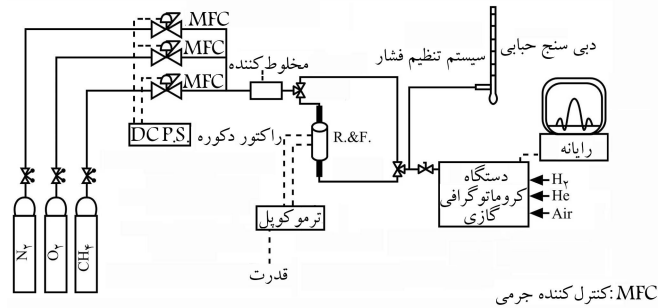 MFC
MFC
MFC
مخلوط کننده
سیستم تنظیم فشار
دبی سنج حبابی
DC P.S.
راکتور دکوره
R.&F.
رایانه
دستگاه
کروماتوگرافی
گازی
H۲
He
Air
ترموکوپل
قدرت
N۲
O۲
CH۴
MFC:کنترل کننده جرمی